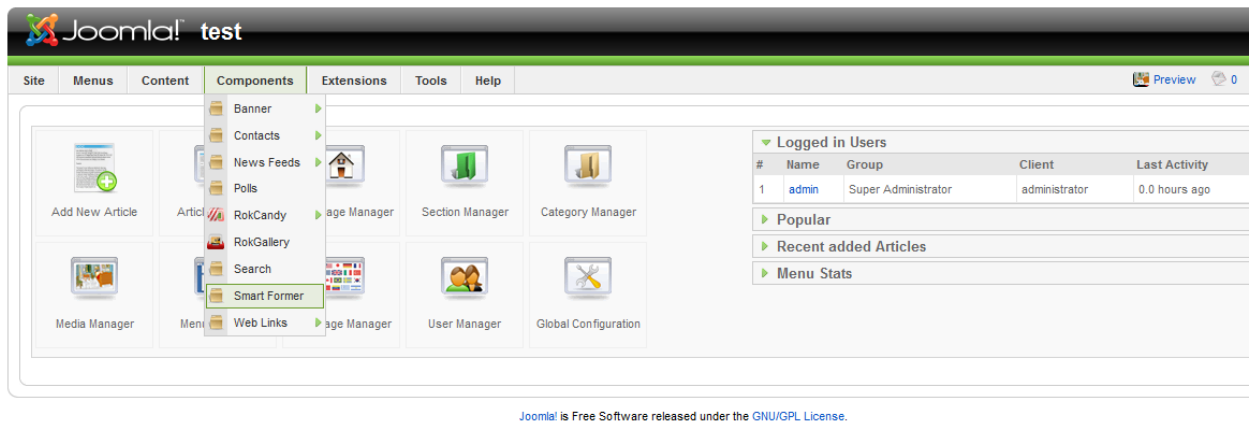 Joomla! test
Site Menus Content Components Extensions Tools Help Preview 0
Banner
Contacts
News Feeds
Polls
RokCandy
RokGallery
Search
Smart Former
Web Links
Add New Article
Section Manager
Category Manager
age Manager
Media Manager
age Manager
User Manager
Global Configuration
Logged in Users
# Name Group Client Last Activity
1 admin Super Administrator administrator 0.0 hours ago
Popular
Recent added Articles
Menu Stats
Joomla! is Free Software released under the GNU/GPL License.